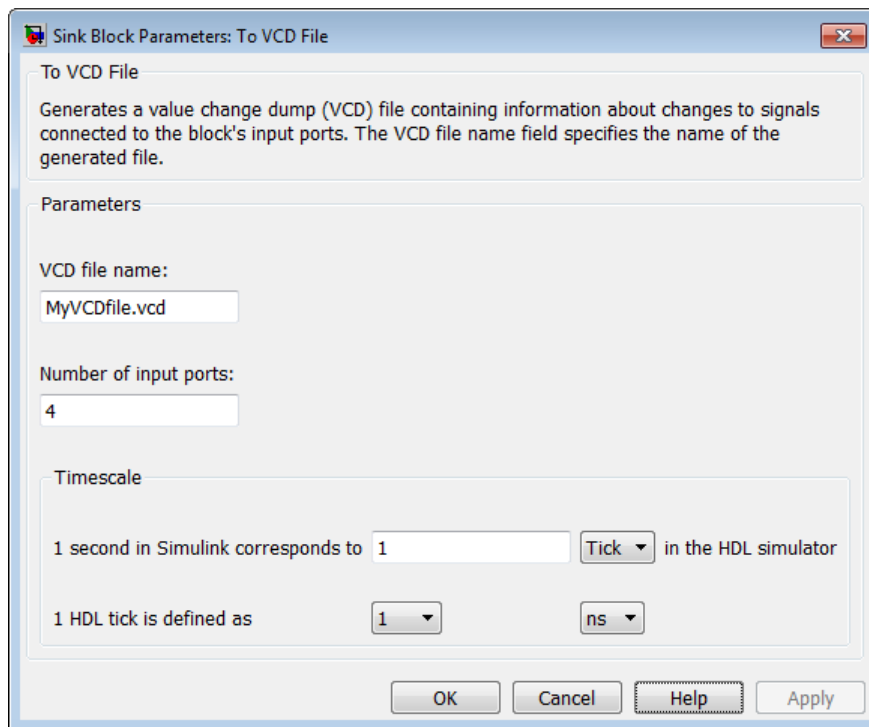 Sink Block Parameters: To VCD File
To VCD File
Generates a value change dump (VCD) file containing information about changes to signals
connected to the block's input ports. The VCD file name field specifies the name of the
generated file.
Parameters
VCD file name:
MyVCDfile.vcd
Number of input ports:
4
Timescale
1 second in Simulink corresponds to 1 Tick in the HDL simulator
1 HDL tick is defined as 1 ns
OK Cancel Help Apply